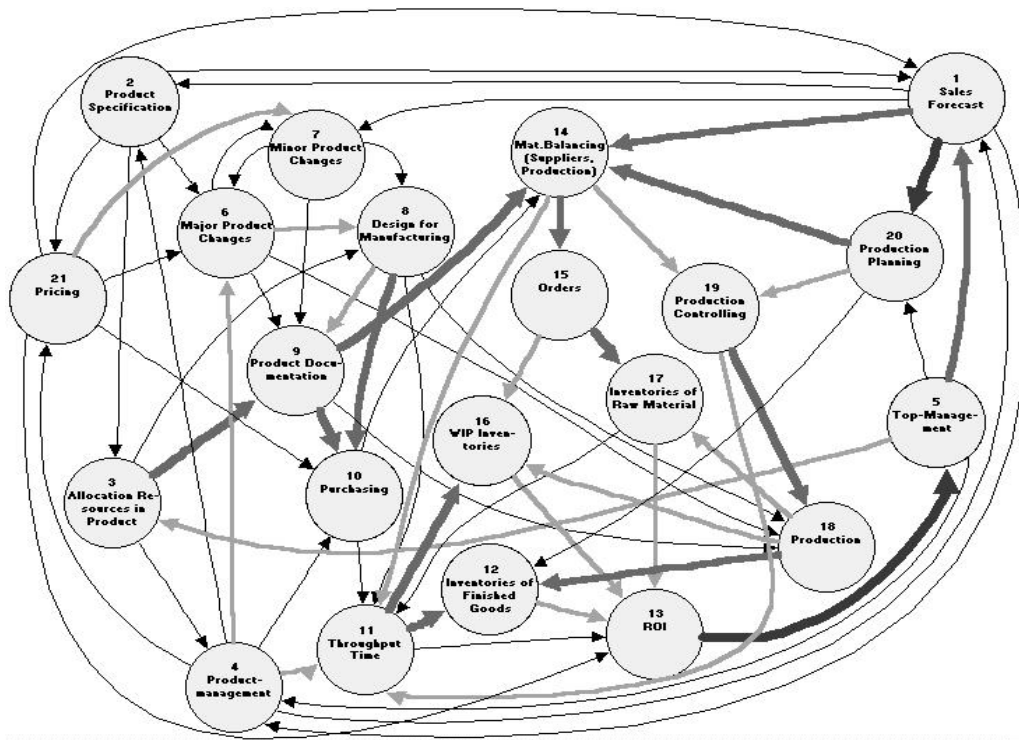 2
Product
Specification
1
Sales
Forecast
7
Minor Product
Changes
14
Mat.Balancing
(Suppliers,
Production)
6
Major Product
Changes
8
Design for
Manufacturing
20
Production
Planning
21
Pricing
15
Orders
19
Production
Controlling
9
Product Docu-
mentation
17
Inventories of
Raw Material
5
Top-Manage-
ment
16
WIP Inven-
tories
3
Allocation Re-
sources in
Product
10
Purchasing
18
Production
12
Inventories of
Finished
Goods
13
ROI
11
Throughput
Time
4
Product-
management